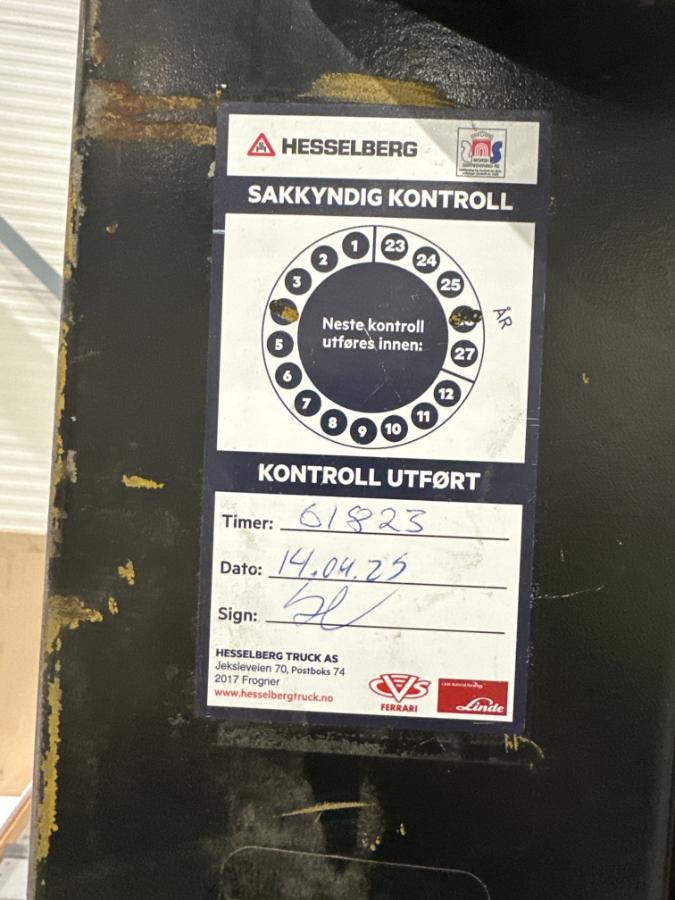 HESSELBERG
SAKKYNDIG KONTROLL
1 2 3 5 6 7 8 9 10 11 12
23 24 25 27
ÅR
Neste kontroll
utføres innen:
KONTROLL UTFØRT
Timer: 61823
Dato: 14.04.25
Sign:
HESSELBERG TRUCK AS
Jeksleveien 70, Postboks 74
2017 Frogner
www.hesselbergtruck.no
CVS
FERRARI
Linde